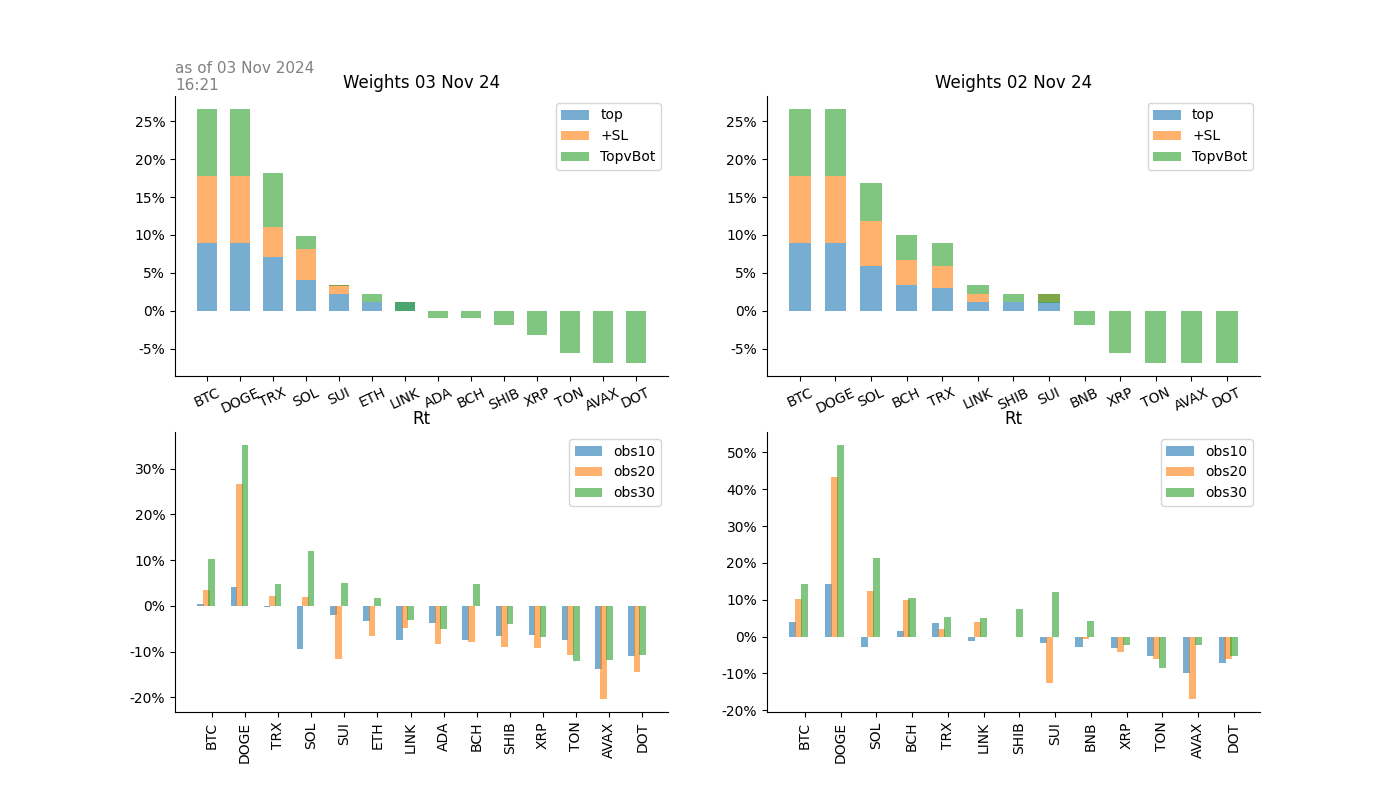 as of 03 Nov 2024
16:21
Weights 03 Nov 24
25%
20%
15%
10%
5%
0%
-5%
top
+SL
TopvBot
BTC DOGE TRX SOL SUI ETH LINK ADA BCH SHIB XRP TON AVAX DOT
Weights 02 Nov 24
25%
20%
15%
10%
5%
0%
-5%
top
+SL
TopvBot
BTC DOGE SOL BCH TRX LINK SHIB SUI BNB XRP TON AVAX DOT
Rt
30%
20%
10%
0%
-10%
-20%
obs10
obs20
obs30
BTC DOGE TRX SOL SUI ETH LINK ADA BCH SHIB XRP TON AVAX DOT
Rt
50%
40%
30%
20%
10%
0%
-10%
-20%
obs10
obs20
obs30
BTC DOGE SOL BCH TRX LINK SHIB SUI BNB XRP TON AVAX DOT